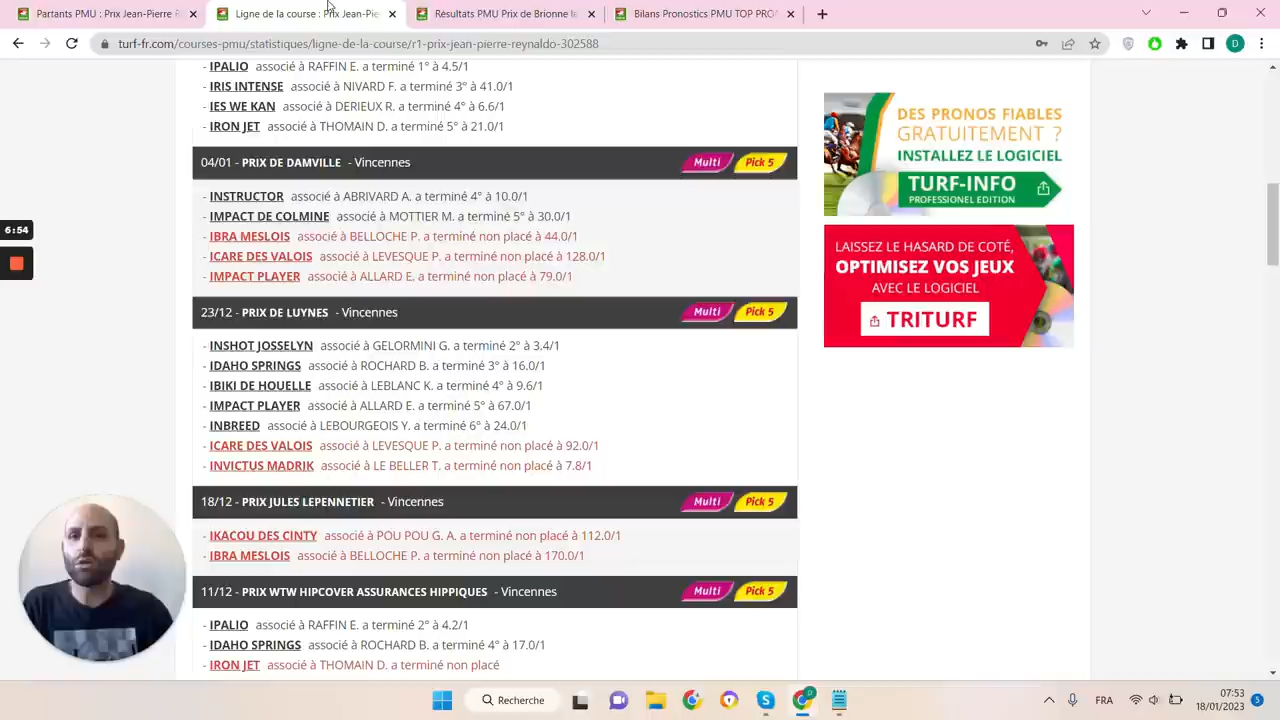 Partants PMU : Prix Jean-Pierre R
Ligne de la course : Prix Jean-Pie
Résultats PMU de Brionne le
Bilans Pronostics PMU TOP PRO
turf-fr.com/courses-pmu/statistiques/ligne-de-la-course/r1-prix-jean-pierre-reynaldo-302588
D
- IPALIO associé à RAFFIN E. a terminé 1° à 4.5/1
- IRIS INTENSE associé à NIVARD F. a terminé 3° à 41.0/1
- IES WE KAN associé à DERIEUX R. a terminé 4° à 6.6/1
- IRON JET associé à THOMAIN D. a terminé 5° à 21.0/1
04/01 - PRIX DE DAMVILLE - Vincennes Multi Pick 5
- INSTRUCTOR associé à ABRIVARD A. a terminé 4° à 10.0/1
- IMPACT DE COLMINE associé à MOTTIER M. a terminé 5° à 30.0/1
- IBRA MESLOIS associé à BELLOCHE P. a terminé non placé à 44.0/1
- ICARE DES VALOIS associé à LEVESQUE P. a terminé non placé à 128.0/1
- IMPACT PLAYER associé à ALLARD E. a terminé non placé à 79.0/1
23/12 - PRIX DE LUYNES - Vincennes Multi Pick 5
- INSHOT JOSSELYN associé à GELORMINI G. a terminé 2° à 3.4/1
- IDAHO SPRINGS associé à ROCHARD B. a terminé 3° à 16.0/1
- IBIKI DE HOUELLE associé à LEBLANC K. a terminé 4° à 9.6/1
- IMPACT PLAYER associé à ALLARD E. a terminé 5° à 67.0/1
- INBREED associé à LEBOURGEOIS Y. a terminé 6° à 24.0/1
- ICARE DES VALOIS associé à LEVESQUE P. a terminé non placé à 92.0/1
- INVICTUS MADRIK associé à LE BELLER T. a terminé non placé à 7.8/1
18/12 - PRIX JULES LEPENNETIER - Vincennes Multi Pick 5
- IKACOU DES CINTY associé à POU POU G. A. a terminé non placé à 112.0/1
- IBRA MESLOIS associé à BELLOCHE P. a terminé non placé à 170.0/1
11/12 - PRIX WTW HIPCOVER ASSURANCES HIPPIQUES - Vincennes Multi Pick 5
- IPALIO associé à RAFFIN E. a terminé 2° à 4.2/1
- IDAHO SPRINGS associé à ROCHARD B. a terminé 4° à 17.0/1
- IRON JET associé à THOMAIN D. a terminé non placé
DES PRONOS FIABLES
GRATUITEMENT ?
INSTALLEZ LE LOGICIEL
TURF-INFO
PROFESSIONEL EDITION
LAISSEZ LE HASARD DE COTÉ,
OPTIMISEZ VOS JEUX
AVEC LE LOGICIEL
TRITURF
6:54
Recherche
FRA
07:53
18/01/2023
5